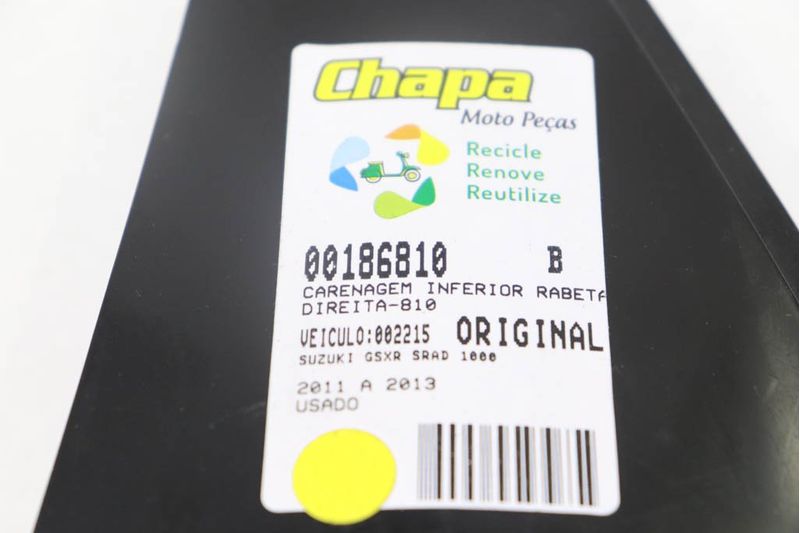 Chapa
Moto Peças
Recicle
Renove
Reutilize
00186810 B
CARENAGEM INFERIOR RABETA
DIREITA-810
VEICULO:002215 ORIGINAL
SUZUKI GSXR SRAD 1000
2011 A 2013
USADO